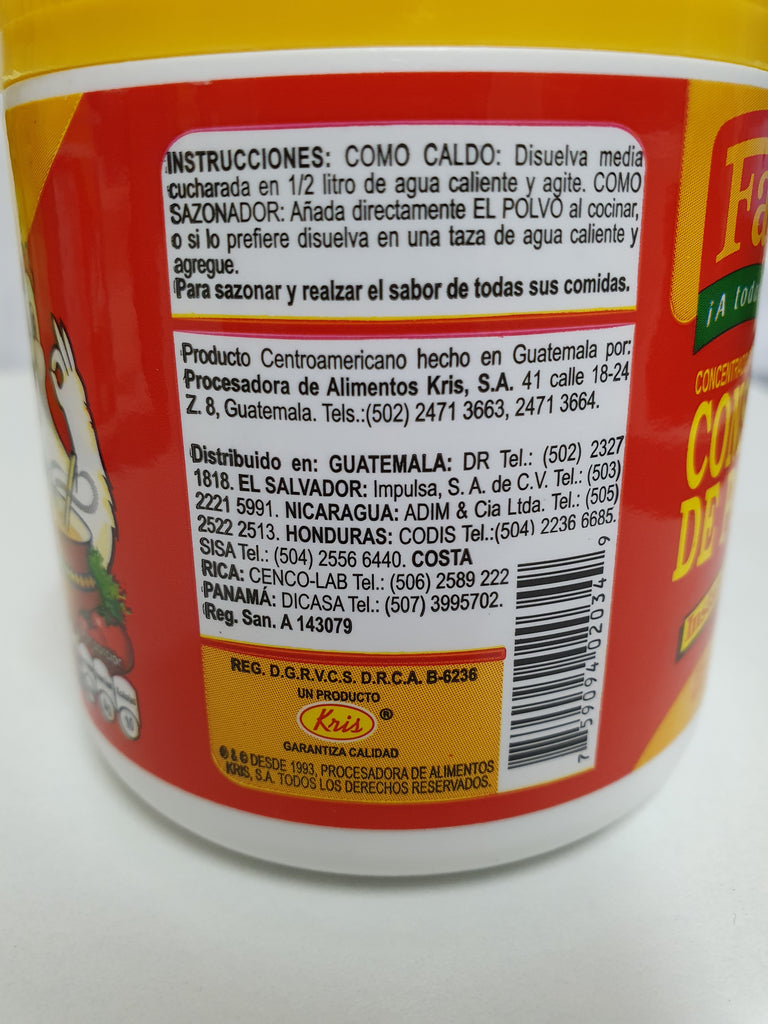 INSTRUCCIONES: COMO CALDO: Disuelva media
cucharada en 1/2 litro de agua caliente y agite. COMO
SAZONADOR: Añada directamente EL POLVO al cocinar,
o si lo prefiere disuelva en una taza de agua caliente y
agregue.
Para sazonar y realzar el sabor de todas sus comidas.
Producto Centroamericano hecho en Guatemala por:
Procesadora de Alimentos Kris, S.A. 41 calle 18-24
Z. 8, Guatemala. Tels.:(502) 2471 3663, 2471 3664.
Distribuido en: GUATEMALA: DR Tel.: (502) 2327
1818. EL SALVADOR: Impulsa, S. A. de C.V. Tel.: (503)
2221 5991. NICARAGUA: ADIM & Cia Ltda. Tel.: (505)
2522 2513. HONDURAS: CODIS Tel.:(504) 2236 6685.
SISA Tel.: (504) 2556 6440. COSTA
RICA: CENCO-LAB Tel.: (506) 2589 222
PANAMÁ: DICASA Tel.: (507) 3995702.
Reg. San. A 143079
7 59094 02034 9
REG. D.G.R.V.C.S. D.R.C.A. B-6236
UN PRODUCTO
Kris ®
GARANTIZA CALIDAD
DESDE 1993, PROCESADORA DE ALIMENTOS
KRIS, S.A. TODOS LOS DERECHOS RESERVADOS.
Fa
¡A tod
CONCENTRA
CON
DE